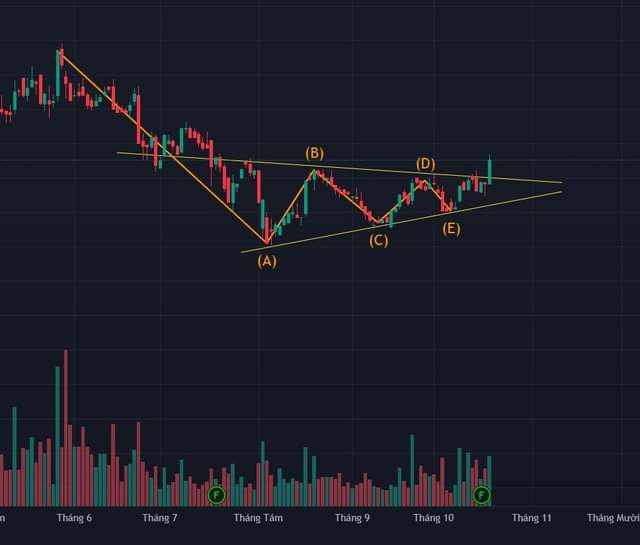 (B)
(D)
(E)
(C)
(A)
F
F
Tháng 6
Tháng 7
Tháng Tám
Tháng 9
Tháng 10
Tháng 11
Tháng Mười